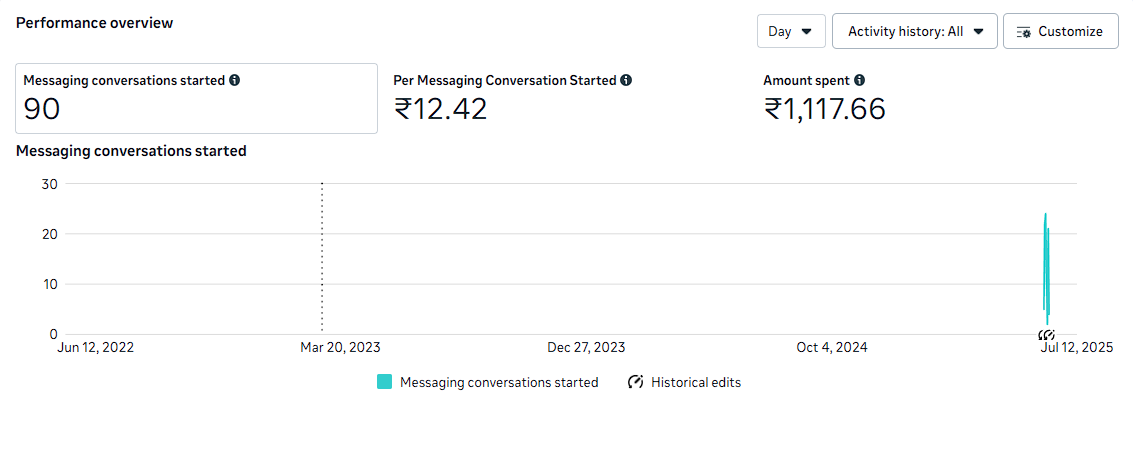 Performance overview
Day
Activity history: All
Customize
Messaging conversations started
90
Per Messaging Conversation Started
₹12.42
Amount spent
₹1,117.66
Messaging conversations started
30
20
10
0
Jun 12, 2022
Mar 20, 2023
Dec 27, 2023
Oct 4, 2024
Jul 12, 2025
Messaging conversations started
Historical edits